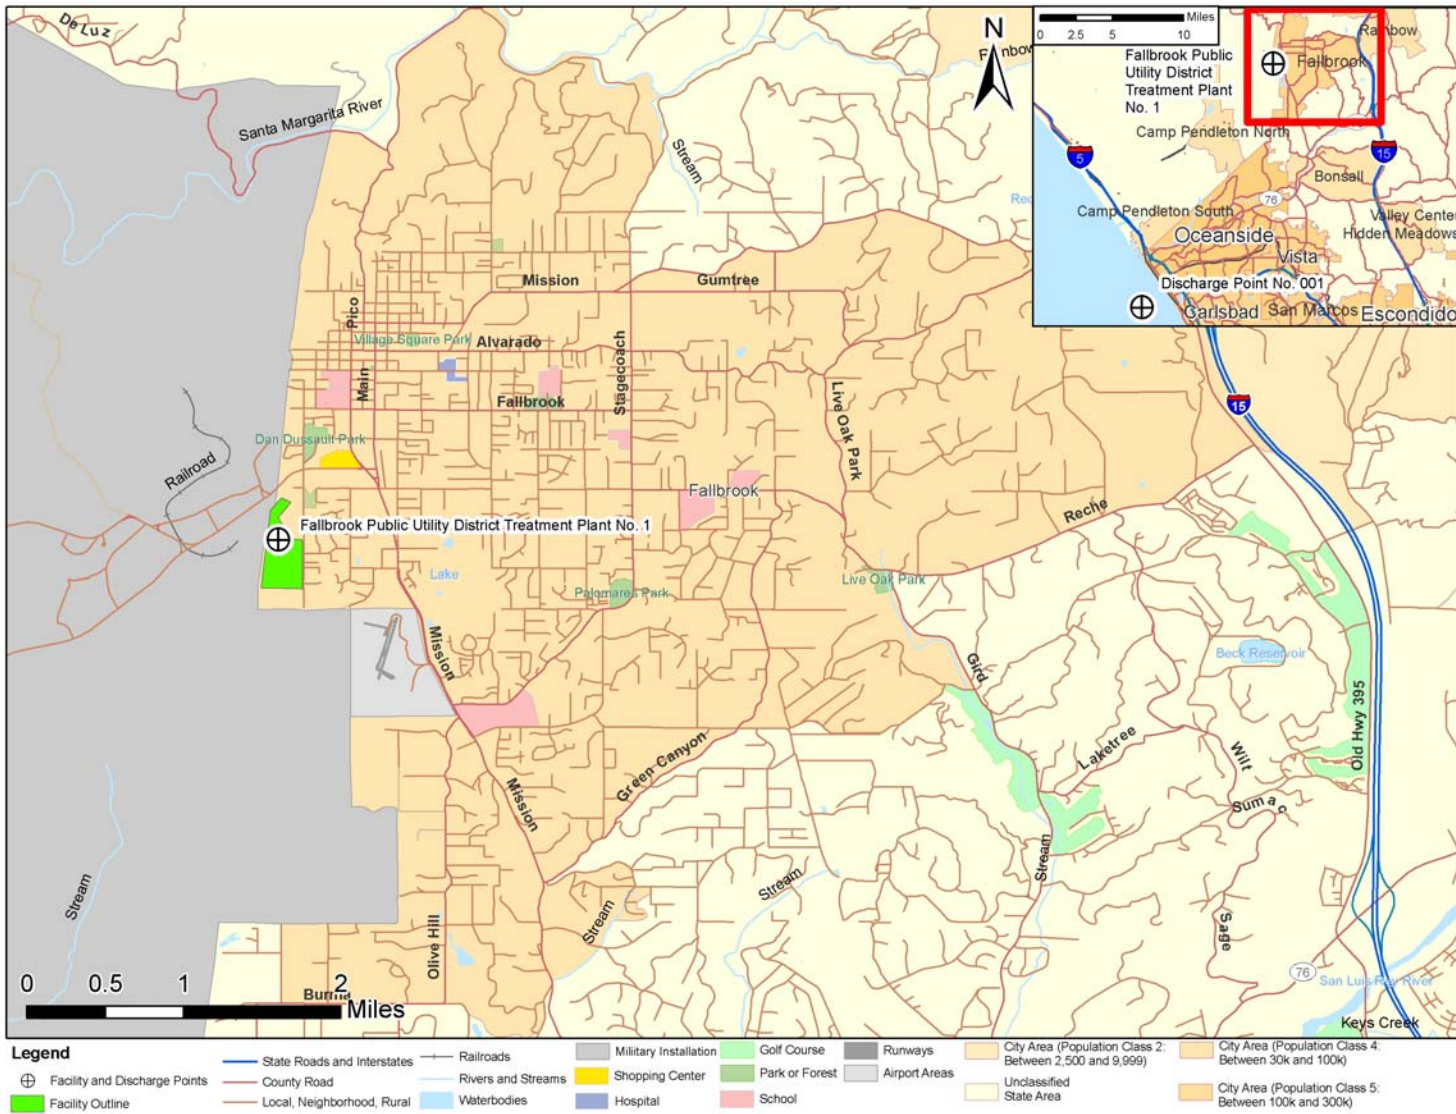 De Luz
Santa Margarita River
Rainbow
N
Stream
Mission
Gumtree
Pico
Village Square Park
Alvarado
Main
Fallbrook
Stagecoach
Live Oak Park
Dan Dussault Park
Railroad
Fallbrook
Fallbrook Public Utility District Treatment Plant No. 1
Reche
Lake
Palomares Park
Live Oak Park
15
Mission
Gird
Beck Reservoir
Old Hwy 395
Laketree
Wilt
Sumac
Green Canyon
Mission
Stream
Stream
Stream
Stream
Olive Hill
Sage
76
San Luis Rey River
Keys Creek
Burma
0 0.5 1 2
Miles
Miles
0 2.5 5 10
Rainbow
Fallbrook Public
Utility District
Treatment Plant
No. 1
Fallbrook
Camp Pendleton North
5
15
Bonsall
76
Camp Pendleton South
Valley Center
Hidden Meadows
Oceanside
Vista
Discharge Point No. 001
Carlsbad
San Marcos
Escondido
Legend
Facility and Discharge Points
Facility Outline
State Roads and Interstates
County Road
Local, Neighborhood, Rural
Railroads
Rivers and Streams
Waterbodies
Military Installation
Shopping Center
Hospital
Golf Course
Park or Forest
School
Runways
Airport Areas
City Area (Population Class 2:
Between 2,500 and 9,999)
Unclassified
State Area
City Area (Population Class 4:
Between 30k and 100k)
City Area (Population Class 5:
Between 100k and 300k)